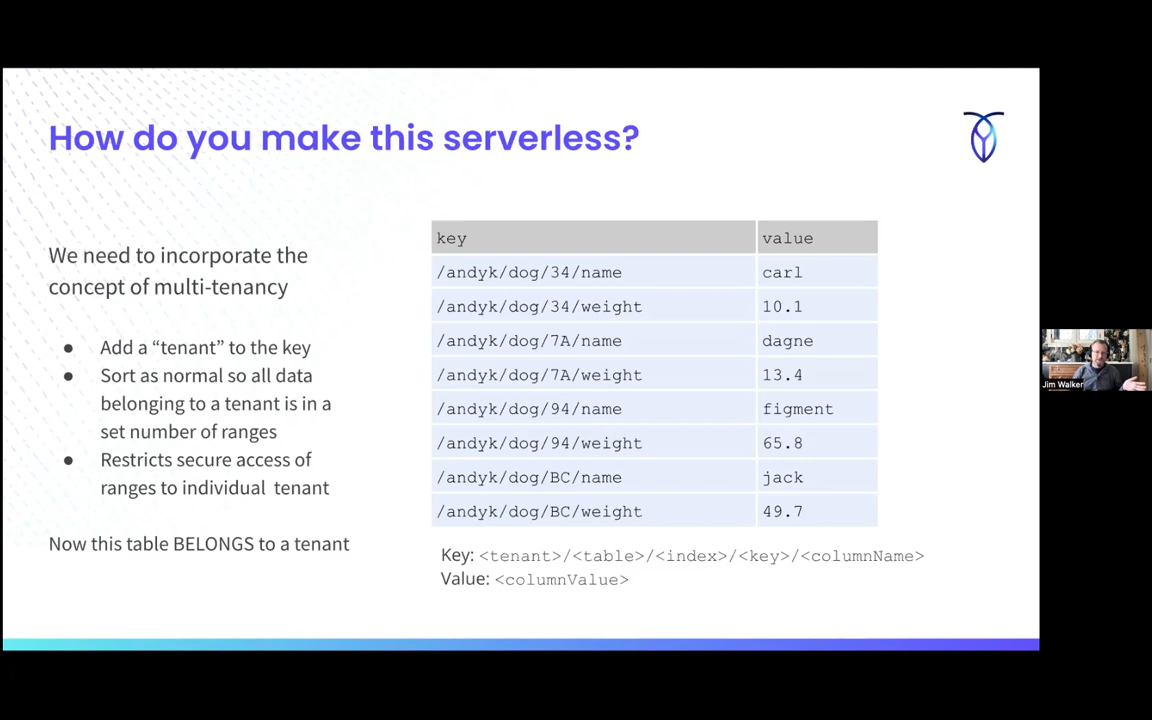 How do you make this serverless?
We need to incorporate the
concept of multi-tenancy
● Add a “tenant” to the key
● Sort as normal so all data
belonging to a tenant is in a
set number of ranges
● Restricts secure access of
ranges to individual tenant
Now this table BELONGS to a tenant
key value
/andyk/dog/34/name carl
/andyk/dog/34/weight 10.1
/andyk/dog/7A/name dagne
/andyk/dog/7A/weight 13.4
/andyk/dog/94/name figment
/andyk/dog/94/weight 65.8
/andyk/dog/BC/name jack
/andyk/dog/BC/weight 49.7
Key: <tenant>/<table>/<index>/<key>/<columnName>
Value: <columnValue>
Jim Walker